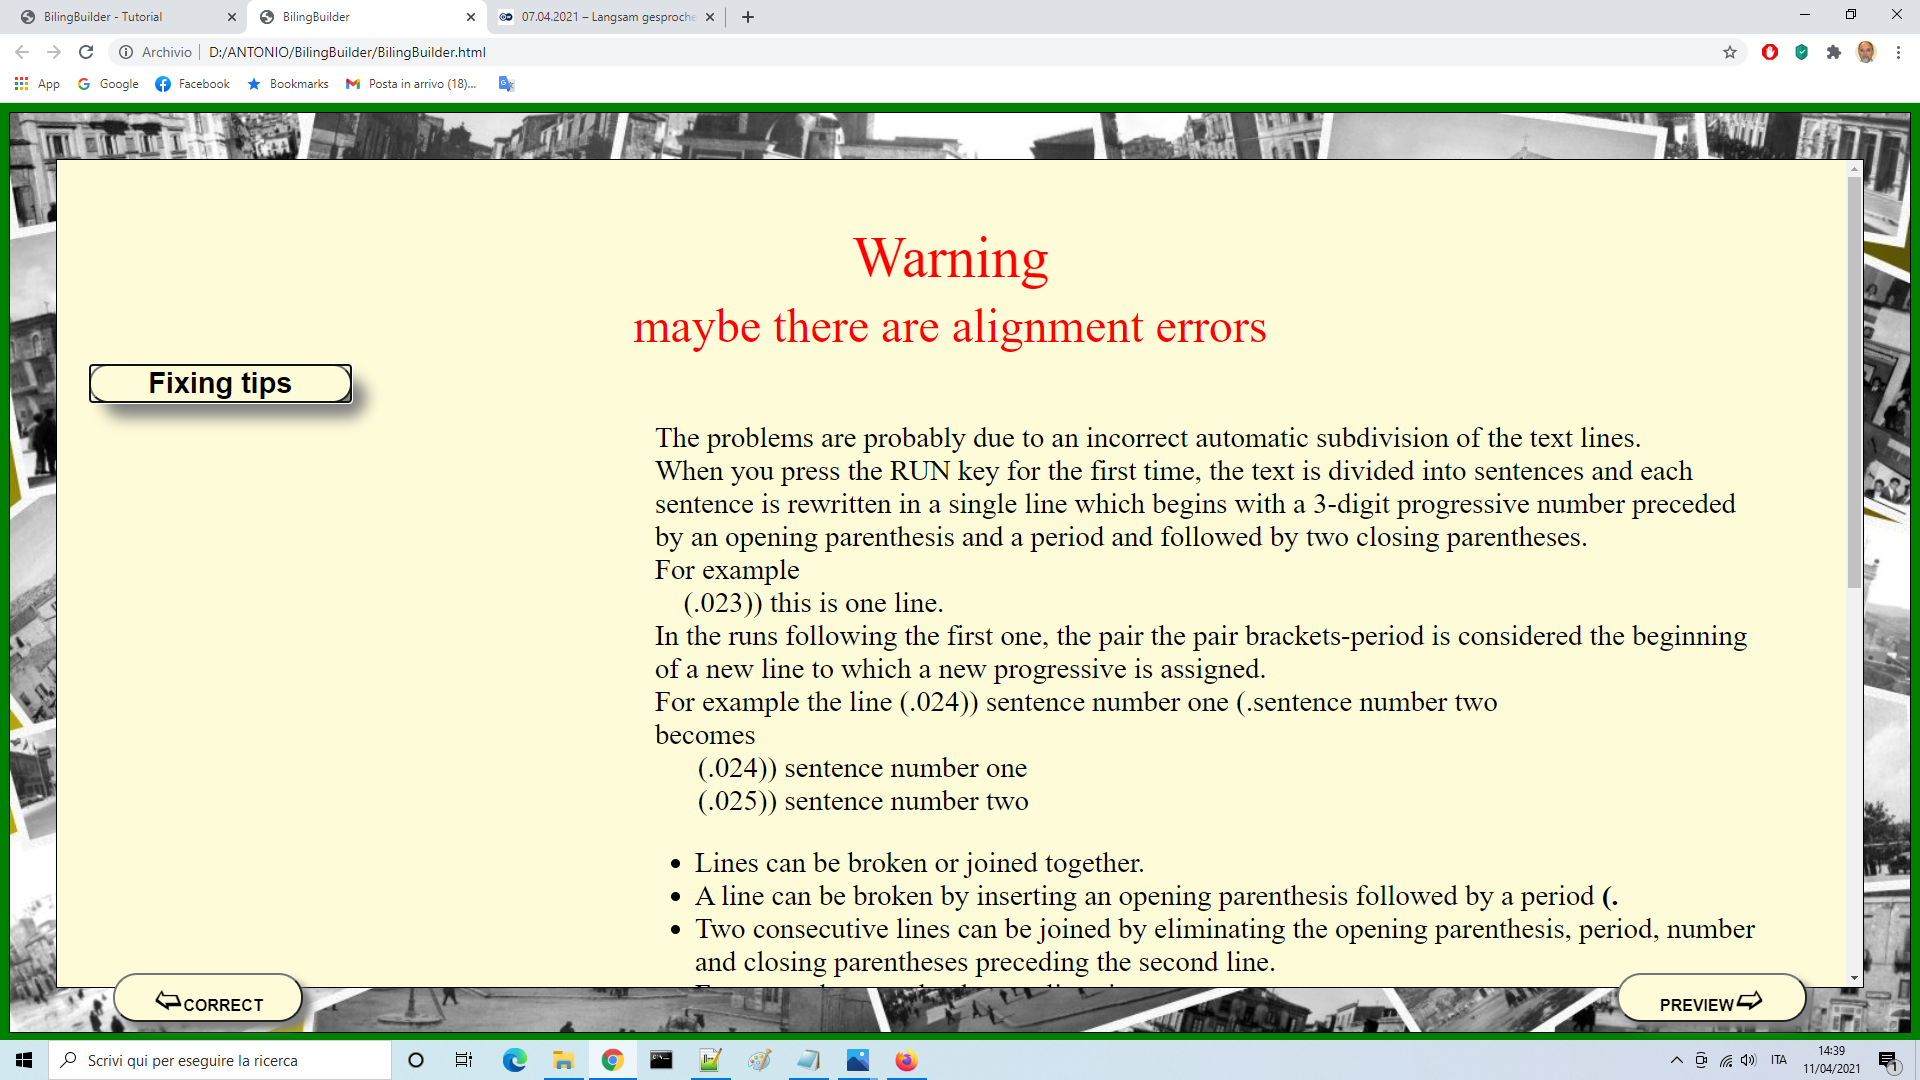 BilingBuilder - Tutorial
BilingBuilder
07.04.2021 – Langsam gesproche
Archivio
D:/ANTONIO/BilingBuilder/BilingBuilder.html
App
Google
Facebook
Bookmarks
Posta in arrivo (18)...
Warning
maybe there are alignment errors
Fixing tips
The problems are probably due to an incorrect automatic subdivision of the text lines.
When you press the RUN key for the first time, the text is divided into sentences and each
sentence is rewritten in a single line which begins with a 3-digit progressive number preceded
by an opening parenthesis and a period and followed by two closing parentheses.
For example
(.023)) this is one line.
In the runs following the first one, the pair the pair brackets-period is considered the beginning
of a new line to which a new progressive is assigned.
For example the line (.024)) sentence number one (.sentence number two
becomes
(.024)) sentence number one
(.025)) sentence number two
• Lines can be broken or joined together.
• A line can be broken by inserting an opening parenthesis followed by a period (.
• Two consecutive lines can be joined by eliminating the opening parenthesis, period, number
and closing parentheses preceding the second line.
CORRECT
PREVIEW
Scrivi qui per eseguire la ricerca
ITA
14:39
11/04/2021
1